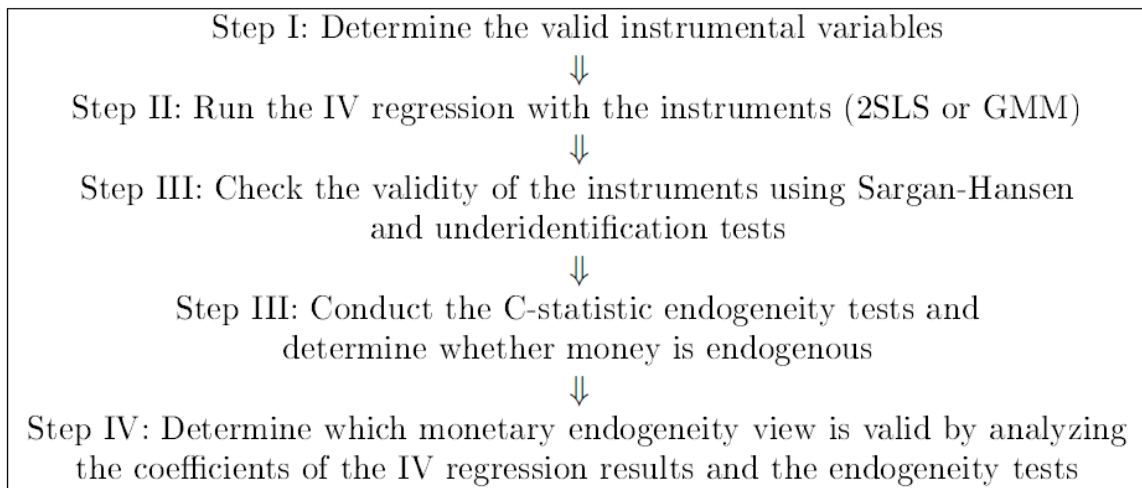 Step I: Determine the valid instrumental variables
⇓
Step II: Run the IV regression with the instruments (2SLS or GMM)
⇓
Step III: Check the validity of the instruments using Sargan-Hansen
and underidentification tests
⇓
Step III: Conduct the C-statistic endogeneity tests and
determine whether money is endogenous
⇓
Step IV: Determine which monetary endogeneity view is valid by analyzing
the coefficients of the IV regression results and the endogeneity tests